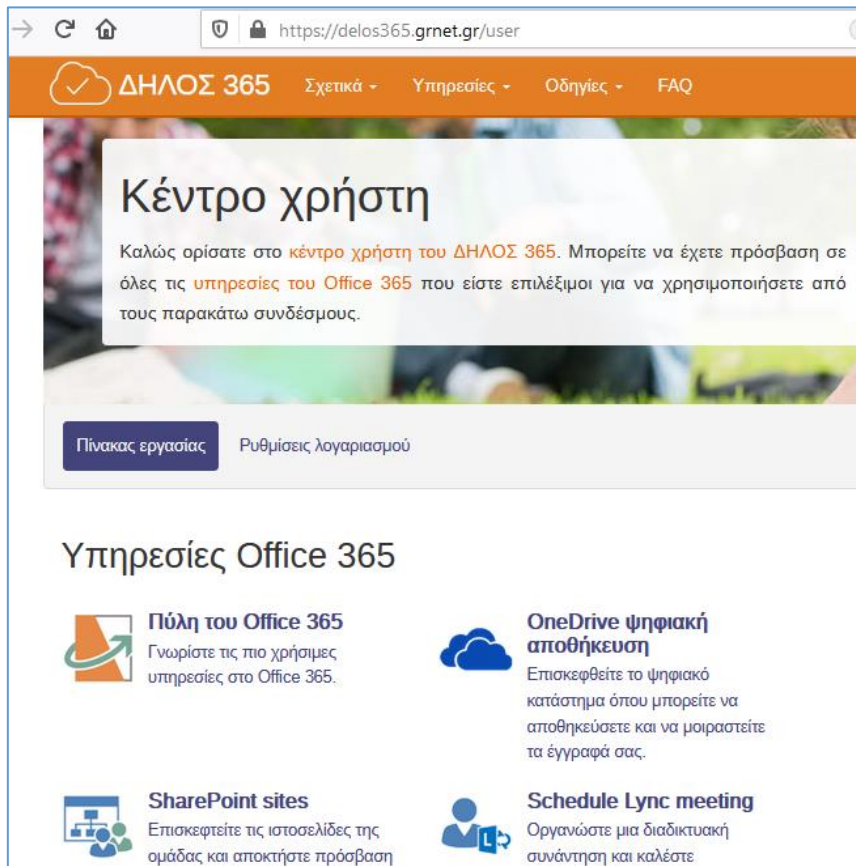 https://delos365.grnet.gr/user
ΔΗΛΟΣ 365 Σχετικά Υπηρεσίες Οδηγίες FAQ
Κέντρο χρήστη
Καλώς ορίσατε στο κέντρο χρήστη του ΔΗΛΟΣ 365. Μπορείτε να έχετε πρόσβαση σε
όλες τις υπηρεσίες του Office 365 που είστε επιλέξιμοι για να χρησιμοποιήσετε από
τους παρακάτω συνδέσμους.
Πίνακας εργασίας Ρυθμίσεις λογαριασμού
Υπηρεσίες Office 365
Πύλη του Office 365
Γνωρίστε τις πιο χρήσιμες
υπηρεσίες στο Office 365.
OneDrive ψηφιακή
αποθήκευση
Επισκεφθείτε το ψηφιακό
κατάστημα όπου μπορείτε να
αποθηκεύσετε και να μοιραστείτε
τα έγγραφά σας.
SharePoint sites
Επισκεφτείτε τις ιστοσελίδες της
ομάδας και αποκτήστε πρόσβαση
Schedule Lync meeting
Οργανώστε μια διαδικτυακή
συνάντηση και καλέστε